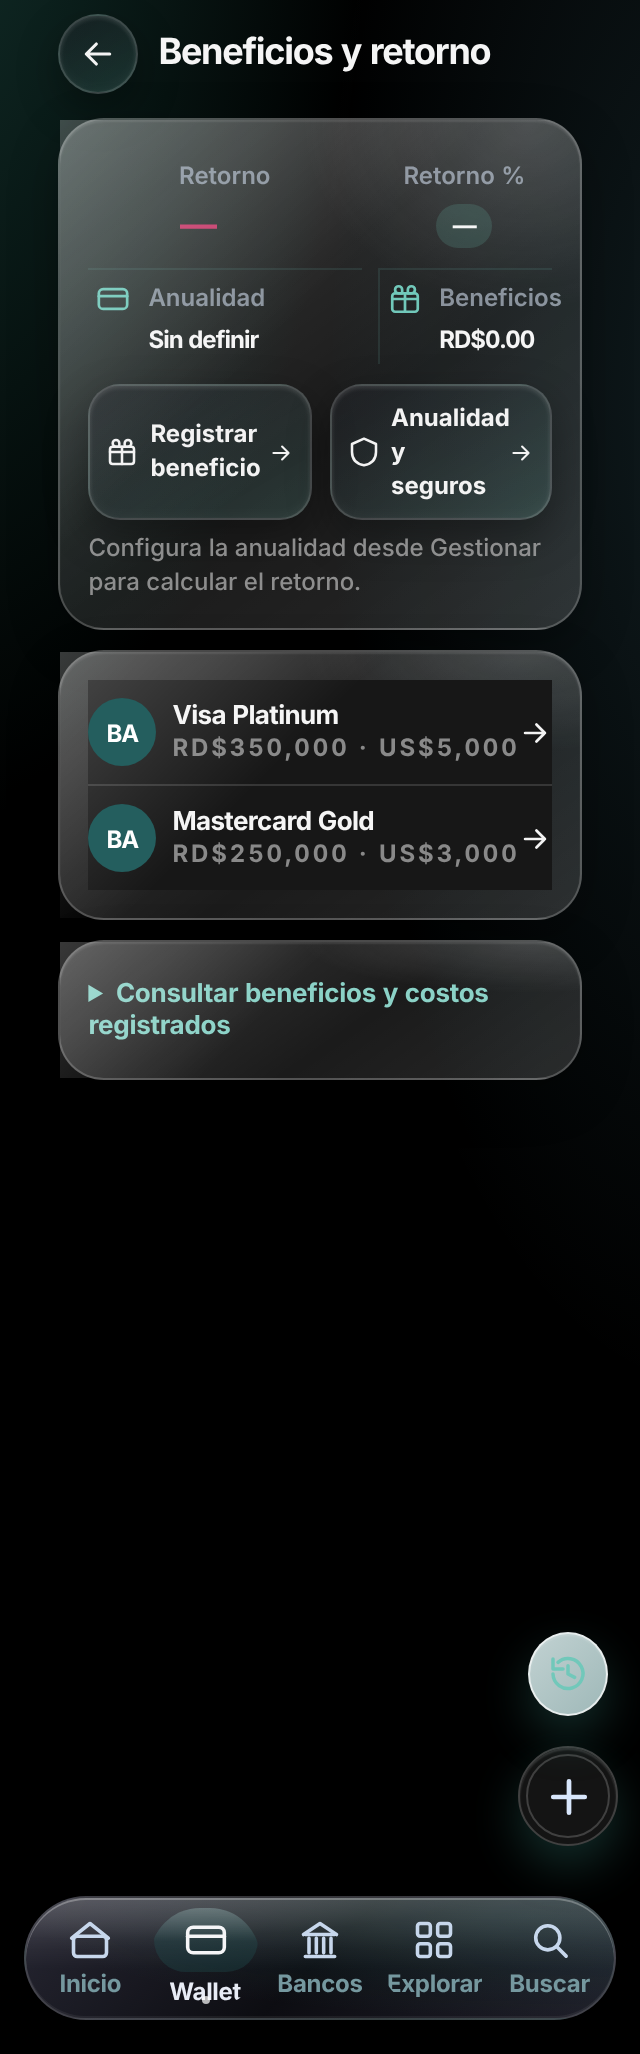 Beneficios y retorno
Retorno
Retorno %
—
—
Anualidad
Sin definir
Beneficios
RD$0.00
Registrar
beneficio
Anualidad
y
seguros
Configura la anualidad desde Gestionar
para calcular el retorno.
BA
Visa Platinum
RD$350,000 · US$5,000
BA
Mastercard Gold
RD$250,000 · US$3,000
Consultar beneficios y costos
registrados
Inicio
Wallet
Bancos
Explorar
Buscar